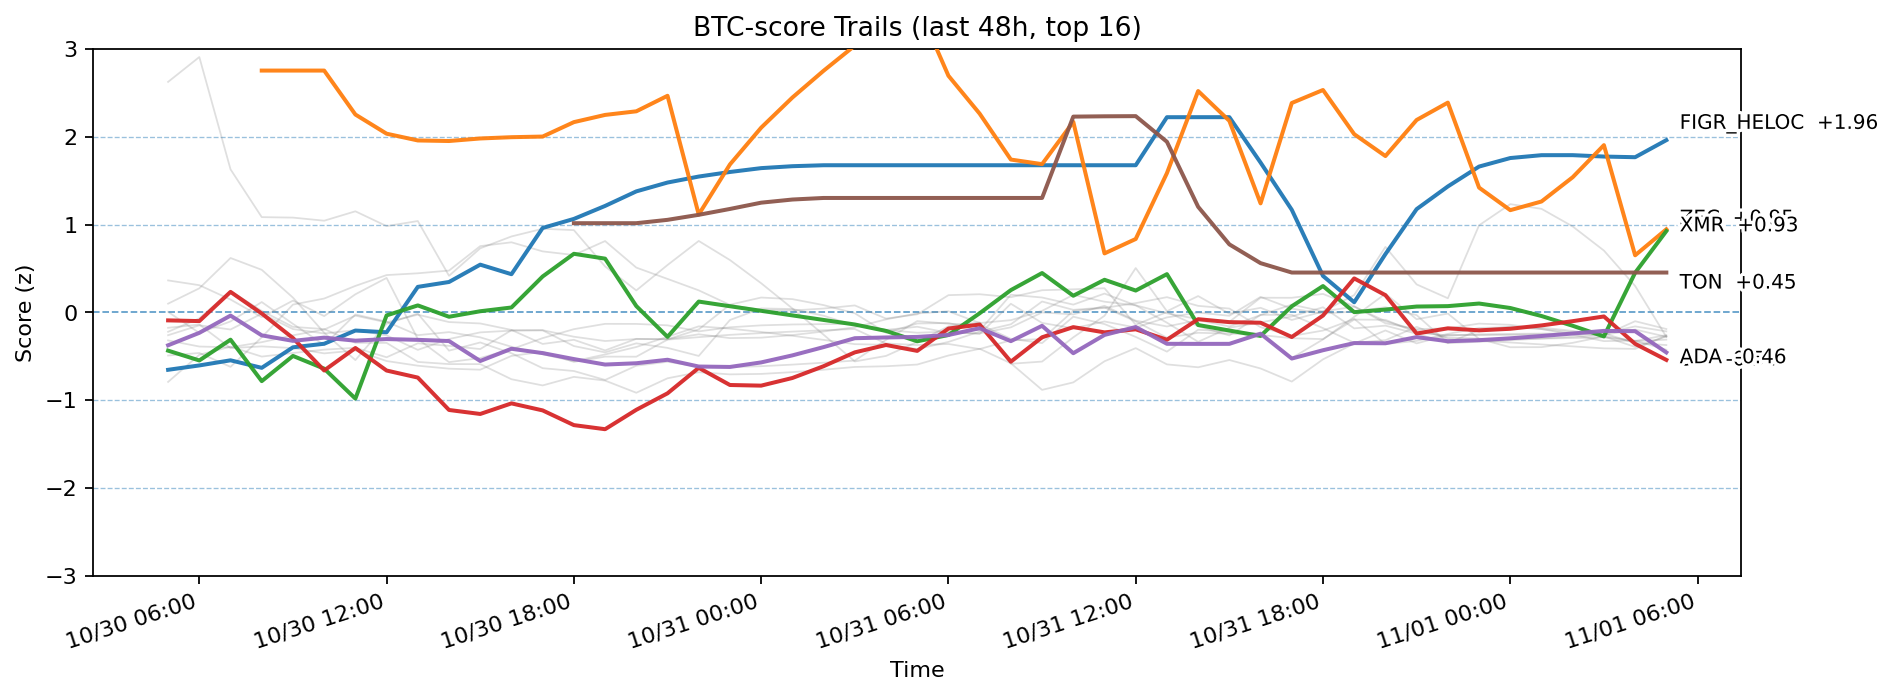 BTC-score Trails (last 48h, top 16)
Score (z)
3
2
1
0
−1
−2
−3
FIGR_HELOC +1.96
XMR +0.93
TON +0.45
ADA -0.46
10/30 06:00
10/30 12:00
10/30 18:00
10/31 00:00
10/31 06:00
10/31 12:00
10/31 18:00
11/01 00:00
11/01 06:00
Time